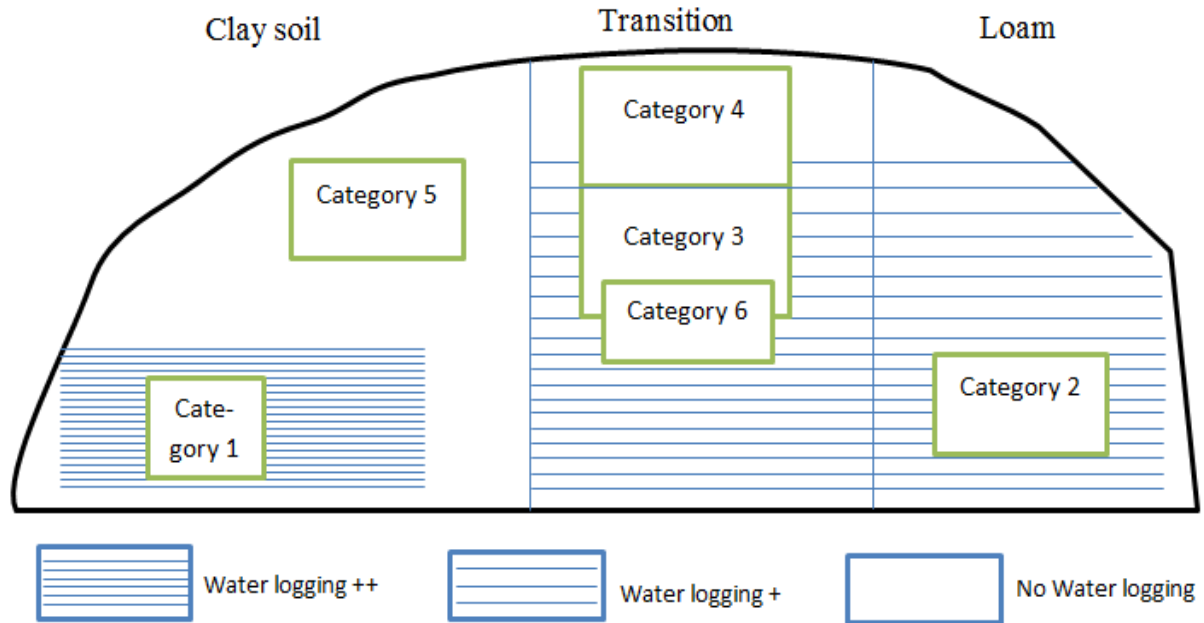 Clay soil
Transition
Loam
Category 4
Category 5
Category 3
Category 6
Category 2
Cate-
gory 1
Water logging ++
Water logging +
No Water logging